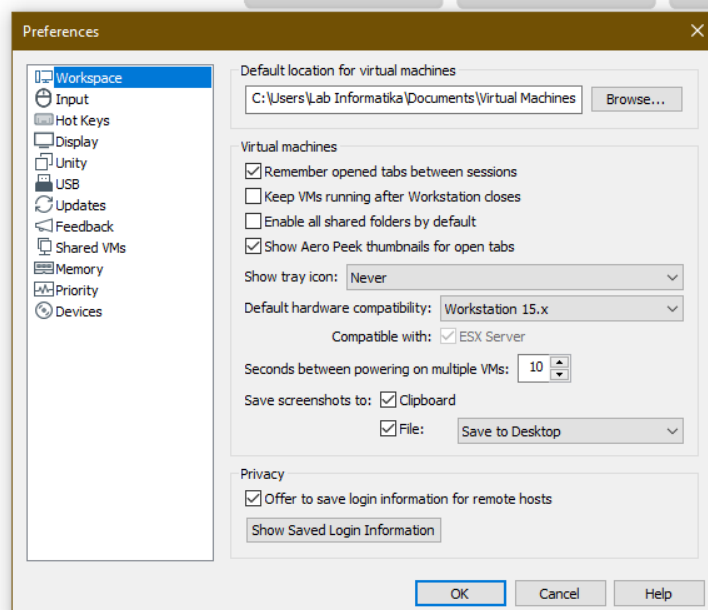 Preferences
Workspace
Input
Hot Keys
Display
Unity
USB
Updates
Feedback
Shared VMs
Memory
Priority
Devices
Default location for virtual machines
C:\Users\Lab Informatika\Documents\Virtual Machines
Browse...
Virtual machines
Remember opened tabs between sessions
Keep VMs running after Workstation closes
Enable all shared folders by default
Show Aero Peek thumbnails for open tabs
Show tray icon: Never
Default hardware compatibility: Workstation 15.x
Compatible with: ESX Server
Seconds between powering on multiple VMs: 10
Save screenshots to: Clipboard
File: Save to Desktop
Privacy
Offer to save login information for remote hosts
Show Saved Login Information
OK Cancel Help